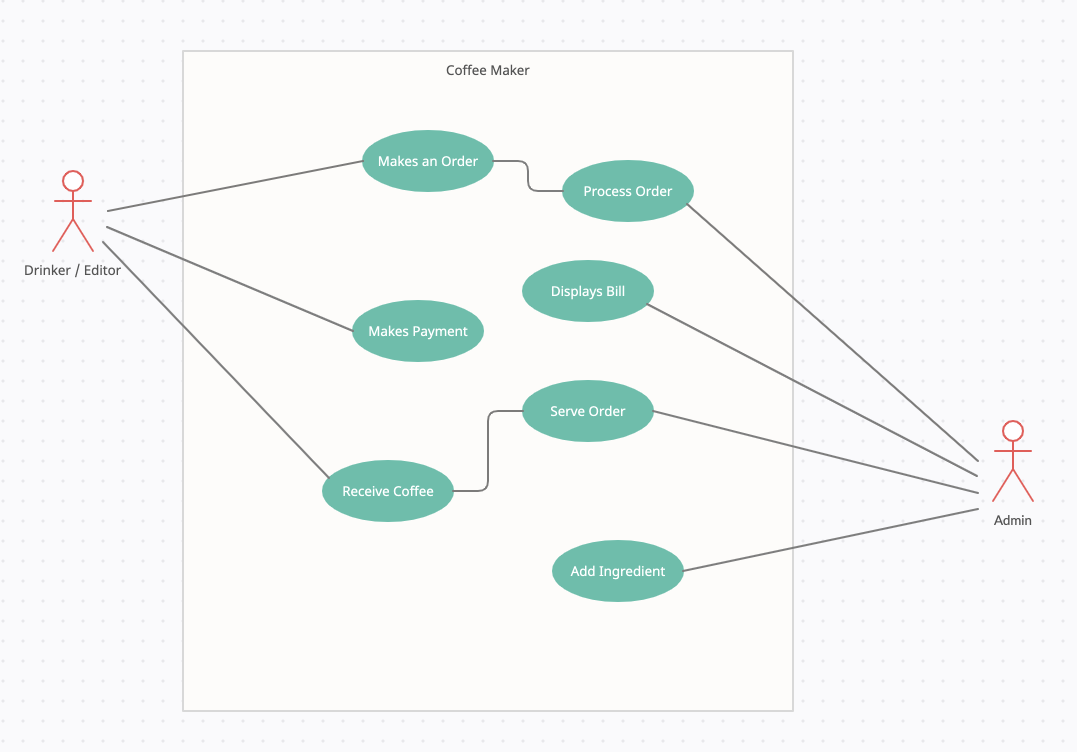 Coffee Maker
Makes an Order
Process Order
Drinker / Editor
Displays Bill
Makes Payment
Serve Order
Receive Coffee
Admin
Add Ingredient